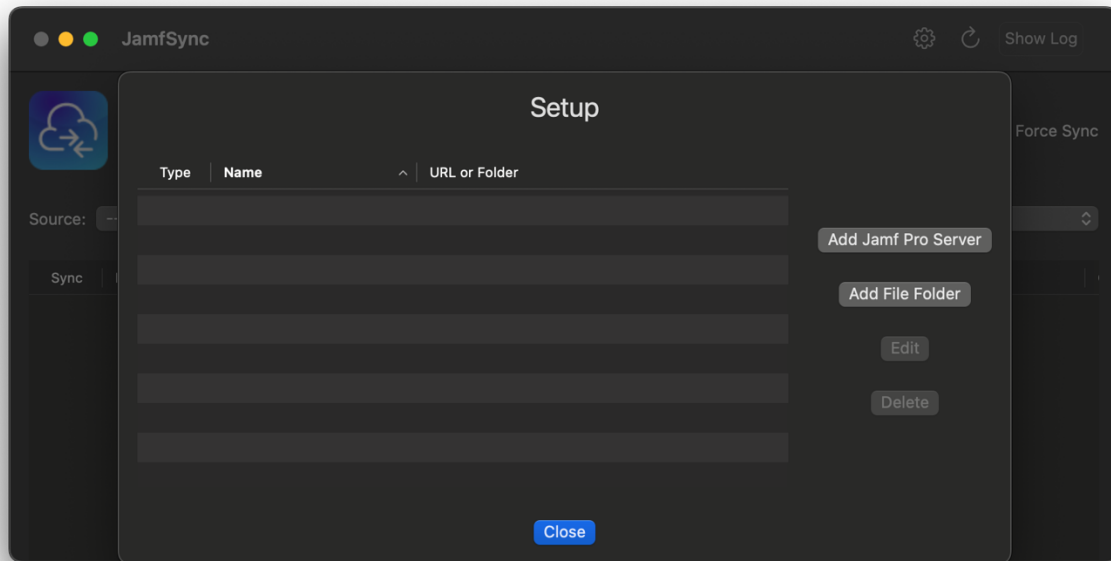 JamfSync
Show Log
Setup
Force Sync
Type Name URL or Folder
Source: --
Add Jamf Pro Server
Sync
Add File Folder
Edit
Delete
Close